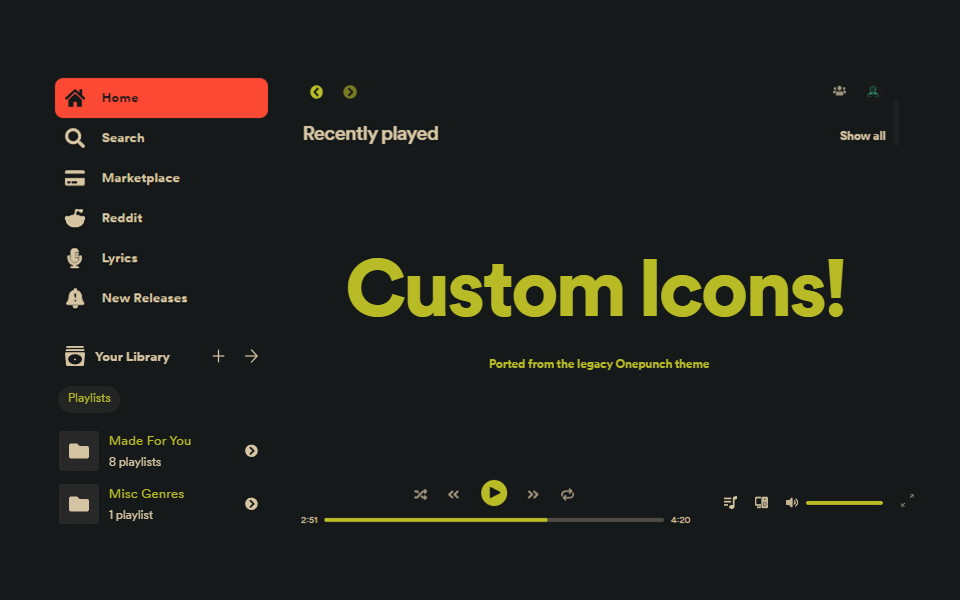 Home
Search
Marketplace
Reddit
Lyrics
New Releases
Your Library
Playlists
Made For You
8 playlists
Misc Genres
1 playlist
Recently played
Show all
Custom Icons!
Ported from the legacy Onepunch theme
2:51
4:20